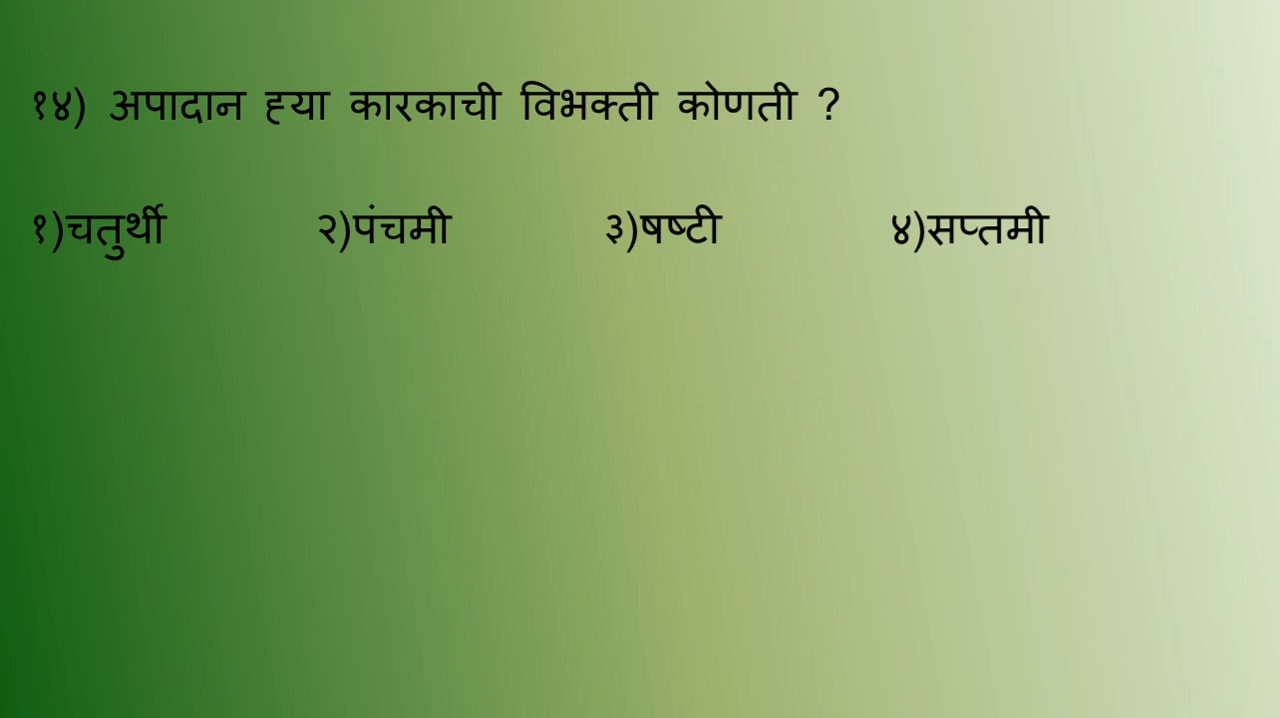 १४) अपादान ह्या कारकाची विभक्ती कोणती ?
१)चतुर्थी २)पंचमी ३)षष्टी ४)सप्तमी